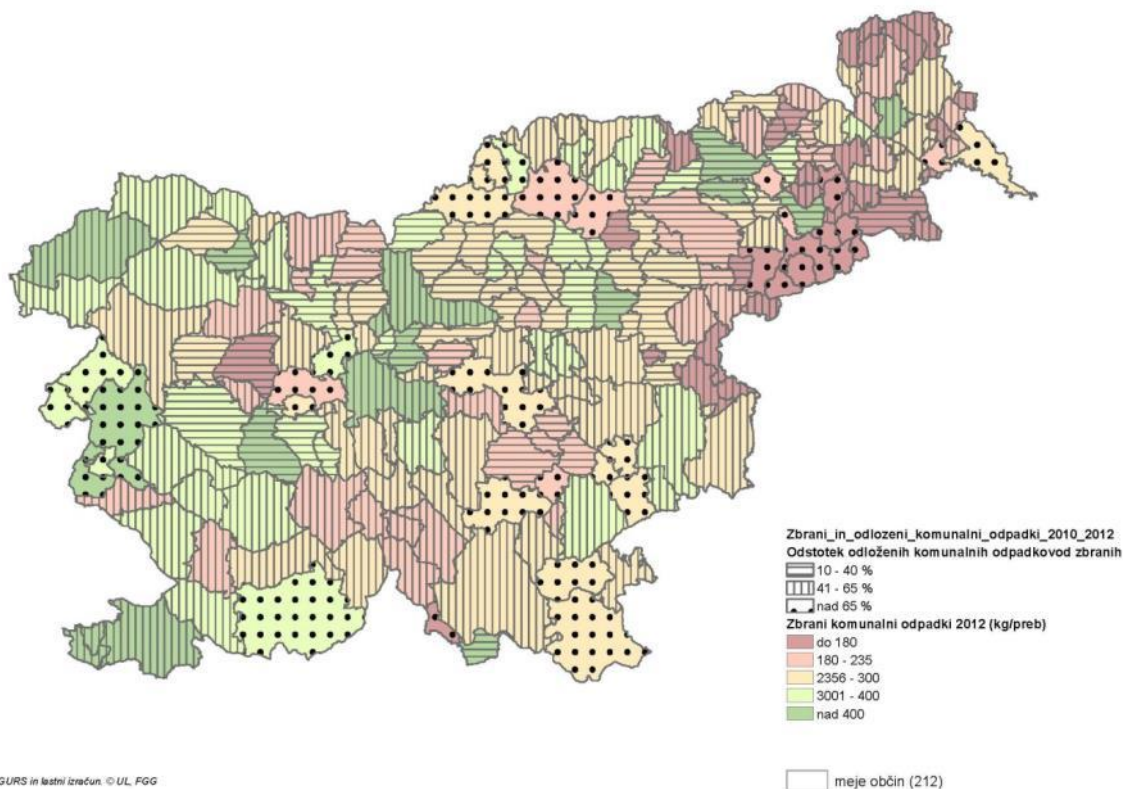 Zbrani_in_odlozeni_komunalni_odpadki_2010_2012
Odstotek odloženih komunalnih odpadkovod zbranih
10 - 40 %
41 - 65 %
nad 65 %
Zbrani komunalni odpadki 2012 (kg/preb)
do 180
180 - 235
2356 - 300
3001 - 400
nad 400
GURS in lastni izračun. © UL, FGG
meje občin (212)